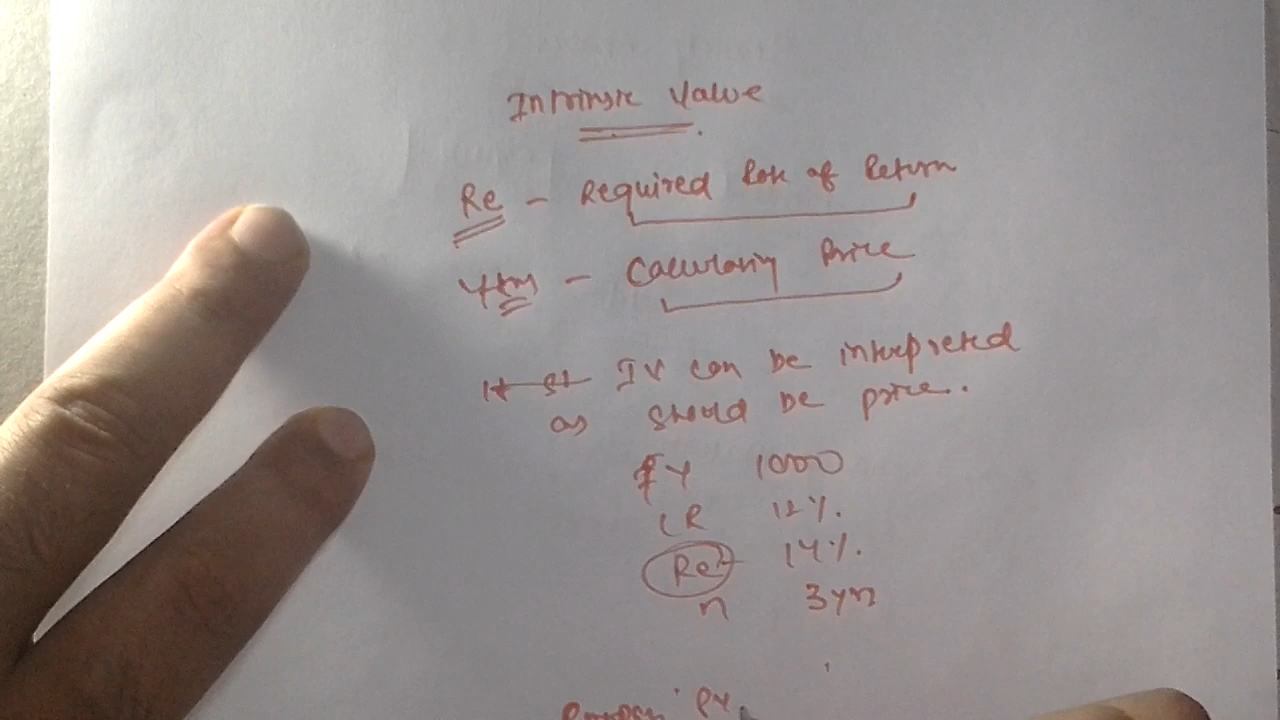 Intrinsic Value
Re - Required Rate of Return
Ytm - Calculating Price
IV can be interpreted
as should be price.
FV 1000
CR 12%.
Re 14%.
n 3yrs
PV